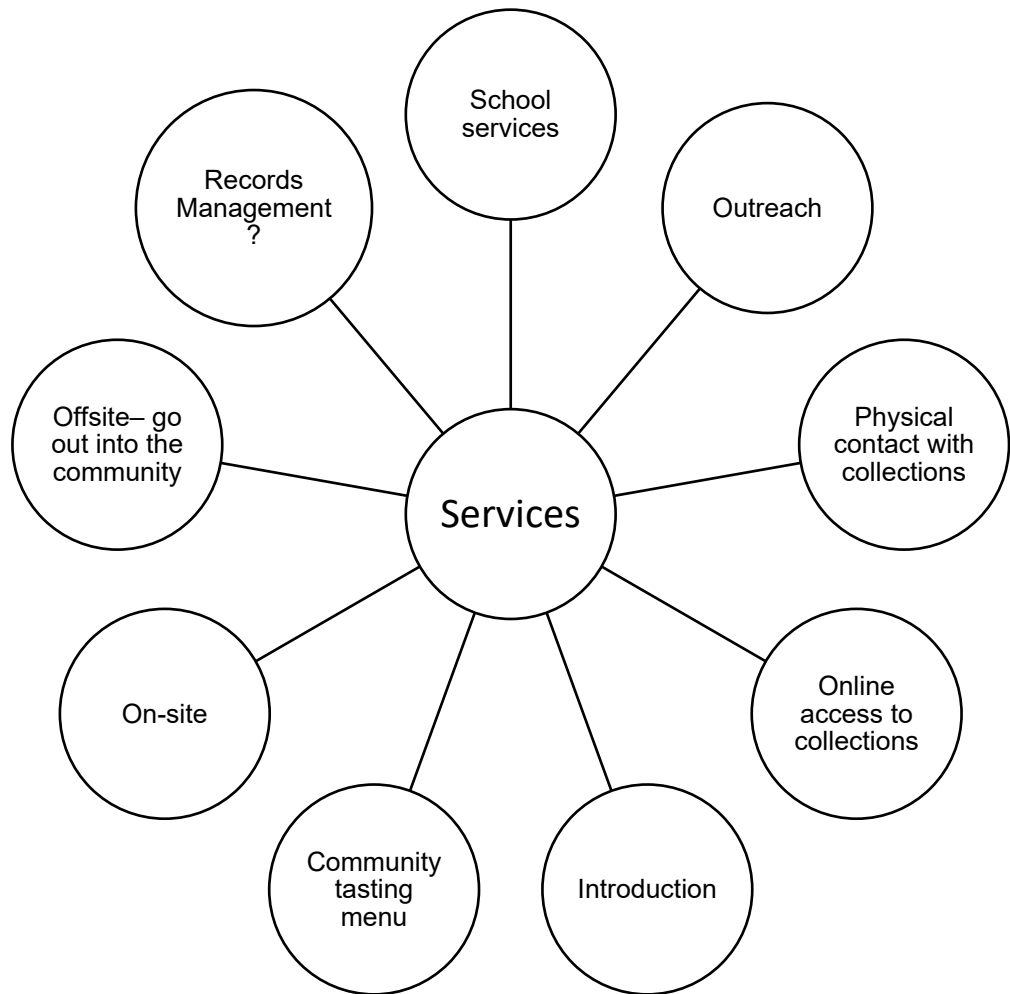 School
services
Outreach
Physical
contact with
collections
Online
access to
collections
Introduction
Community
tasting
menu
On-site
Offsite– go
out into the
community
Records
Management
?
Services